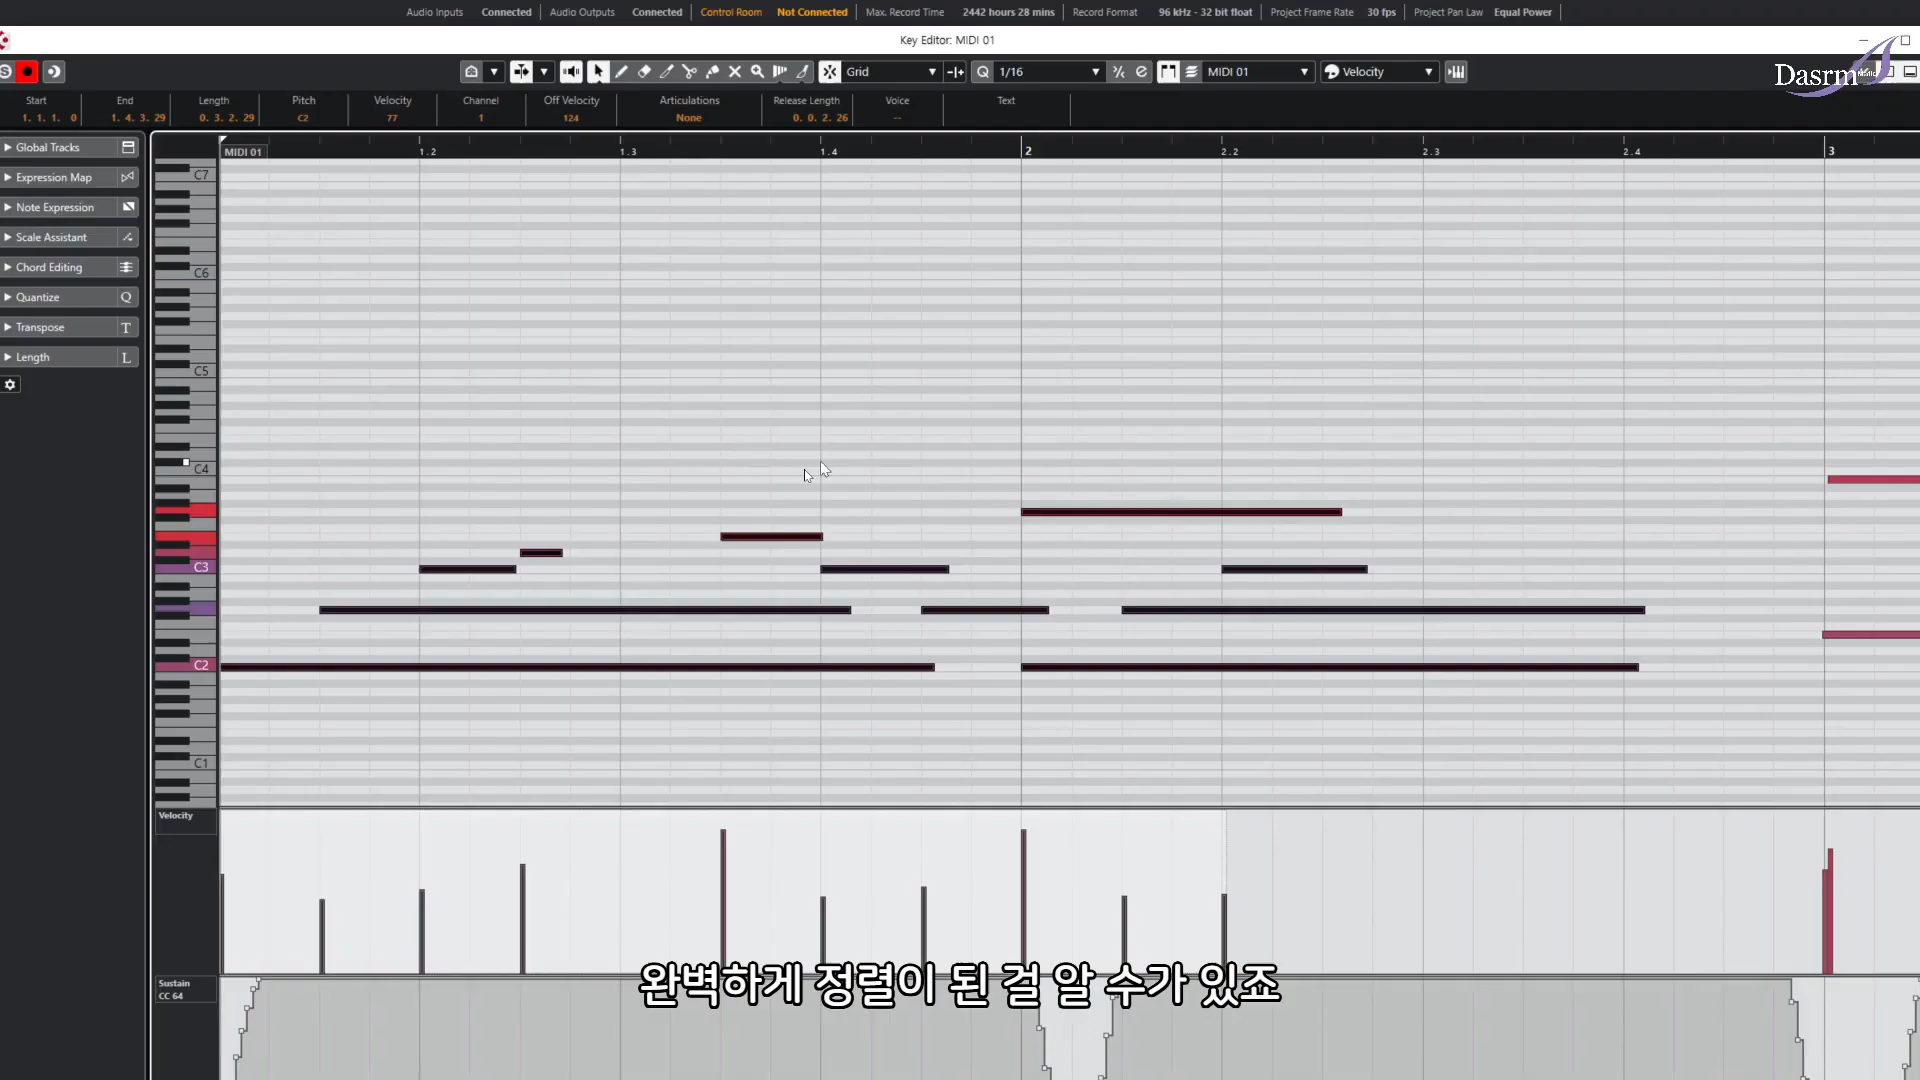 Audio Inputs Connected Audio Outputs Connected Control Room Not Connected Max. Record Time 2442 hours 28 mins Record Format 96 kHz - 32 bit float Project Frame Rate 30 fps Project Pan Law Equal Power
Key Editor: MIDI 01
S Grid Q 1/16 MIDI 01 Velocity
Dasrm
Start End Length Pitch Velocity Channel Off Velocity Articulations Release Length Voice Text
1. 1. 1. 0 1. 4. 3. 29 0. 3. 2. 29 C2 77 1 124 None 0. 0. 2. 26 --
Global Tracks
Expression Map
Note Expression
Scale Assistant
Chord Editing
Quantize Q
Transpose T
Length L
MIDI 01 1.2 1.3 1.4 2 2.2 2.3 2.4 3
C7
C6
C5
C4
C3
C2
C1
Velocity
Sustain
CC 64
완벽하게 정렬이 된 걸 알 수가 있죠